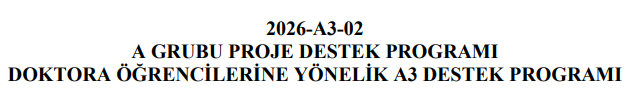 2026-A3-02
A GRUBU PROJE DESTEK PROGRAMI
DOKTORA ÖĞRENCİLERİNE YÖNELİK A3 DESTEK PROGRAMI